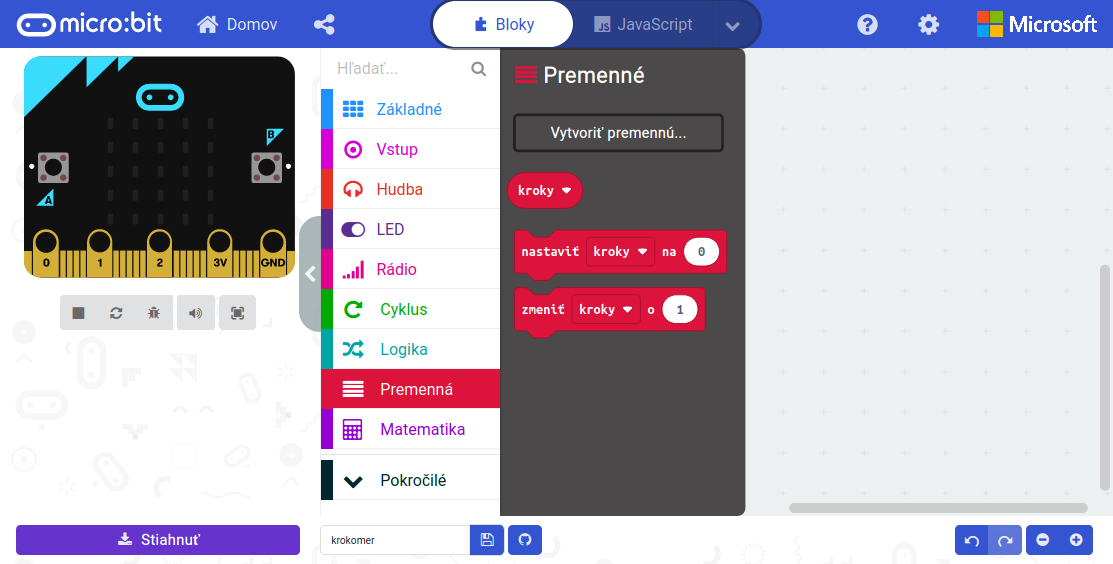 micro:bit
Domov
Bloky
JavaScript
Microsoft
Hľadať...
Základné
Vstup
Hudba
LED
Rádio
Cyklus
Logika
Premenná
Matematika
Pokročilé
Premenné
Vytvoriť premennú...
kroky
nastaviť kroky na 0
zmeniť kroky o 1
B
A
0 1 2 3V GND
Stiahnuť
krokomer